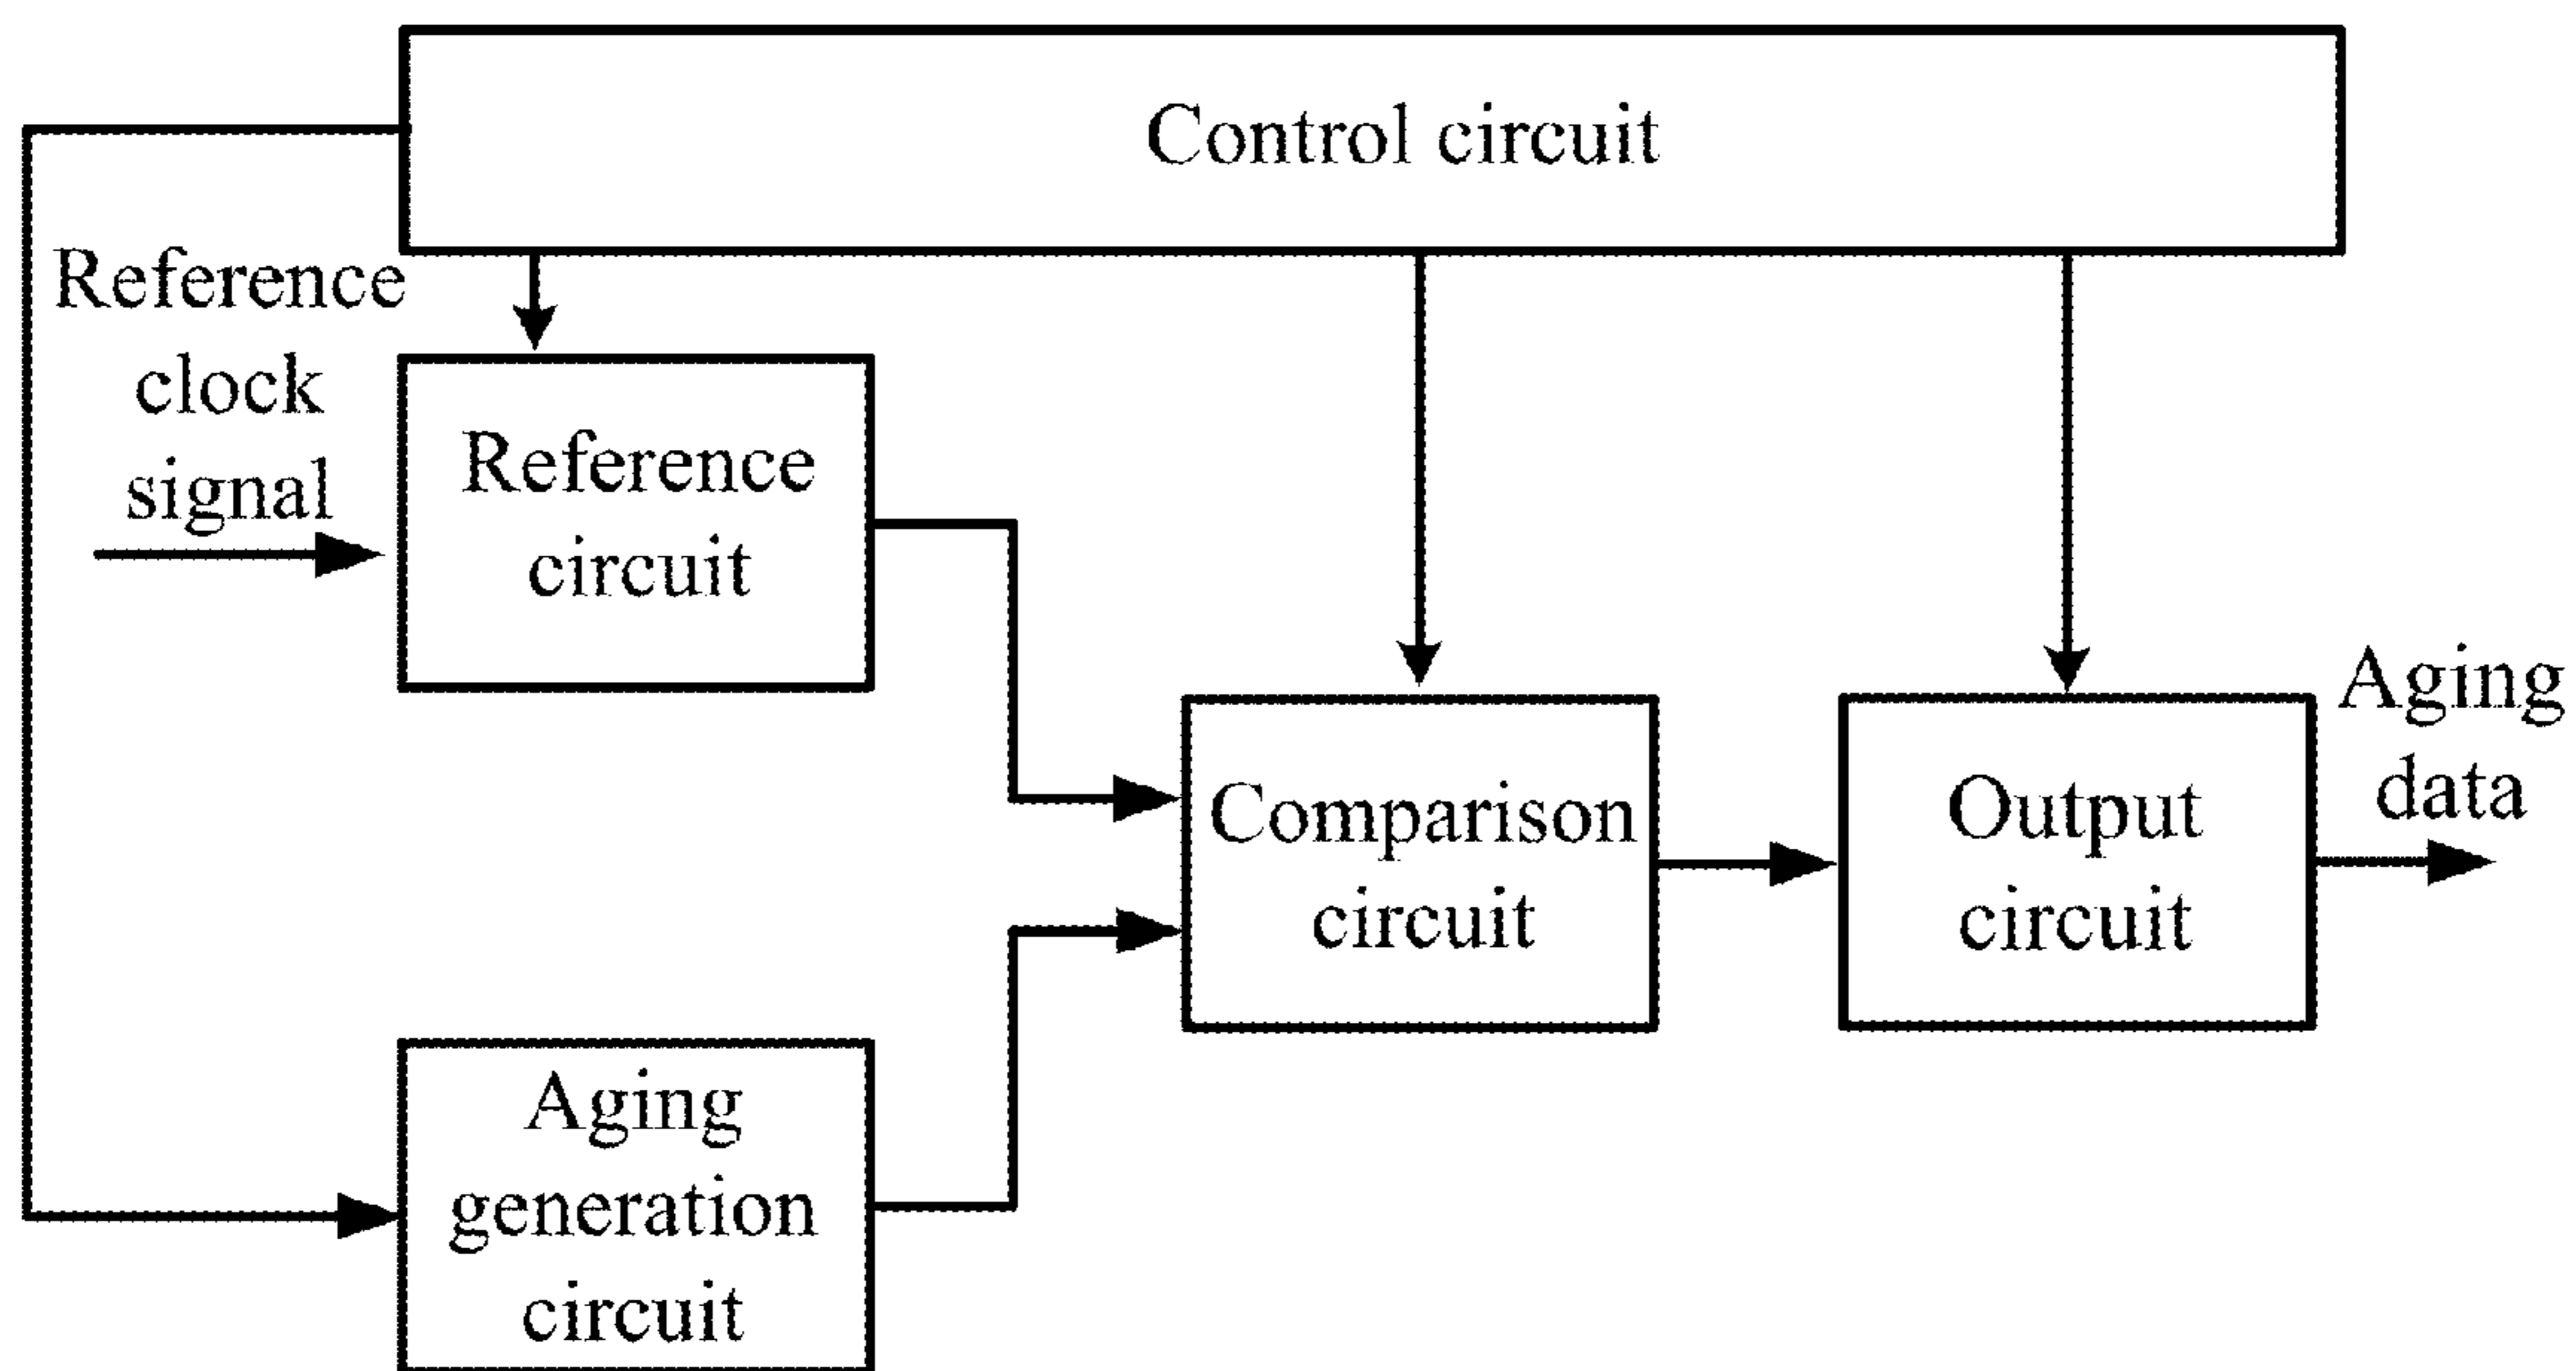 Control circuit
Reference
clock
signal
Reference
circuit
Comparison
circuit
Output
circuit
Aging
data
Aging
generation
circuit